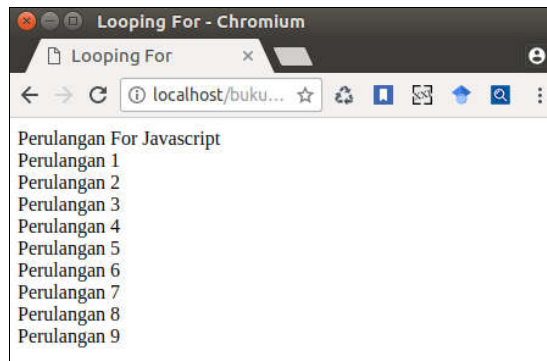 Looping For - Chromium
Looping For
localhost/buku...
Perulangan For Javascript
Perulangan 1
Perulangan 2
Perulangan 3
Perulangan 4
Perulangan 5
Perulangan 6
Perulangan 7
Perulangan 8
Perulangan 9